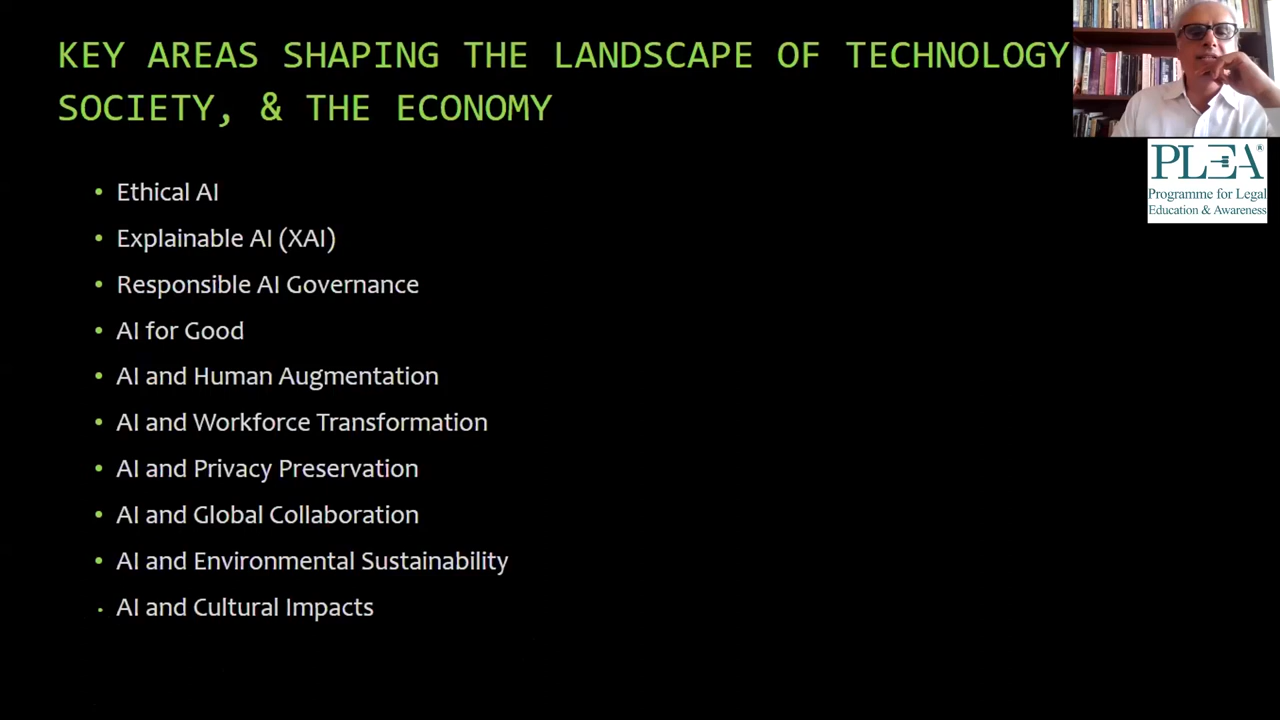 KEY AREAS SHAPING THE LANDSCAPE OF TECHNOLOGY
SOCIETY, & THE ECONOMY
• Ethical AI
• Explainable AI (XAI)
• Responsible AI Governance
• AI for Good
• AI and Human Augmentation
• AI and Workforce Transformation
• AI and Privacy Preservation
• AI and Global Collaboration
• AI and Environmental Sustainability
• AI and Cultural Impacts
PLEA®
Programme for Legal
Education & Awareness